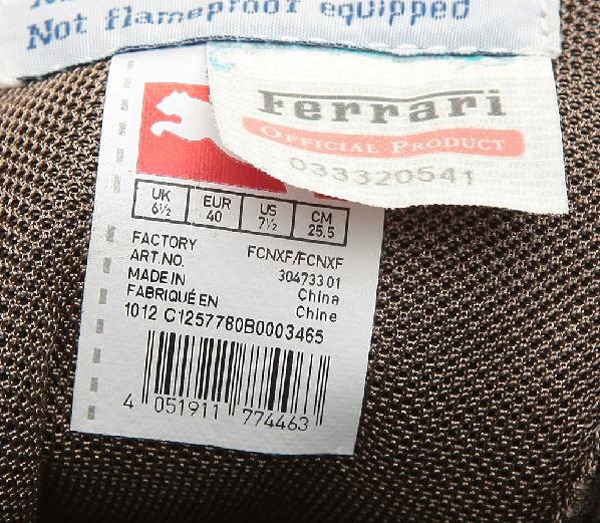 Not flameproof equipped
Ferrari
OFFICIAL PRODUCT
033320541
UK EUR US CM
6½ 40 7½ 25.5
FACTORY FCNXF/FCNXF
ART.NO. 304733 01
MADE IN China
FABRIQUÉ EN Chine
1012 C1257780B0003465
4 051911 774463